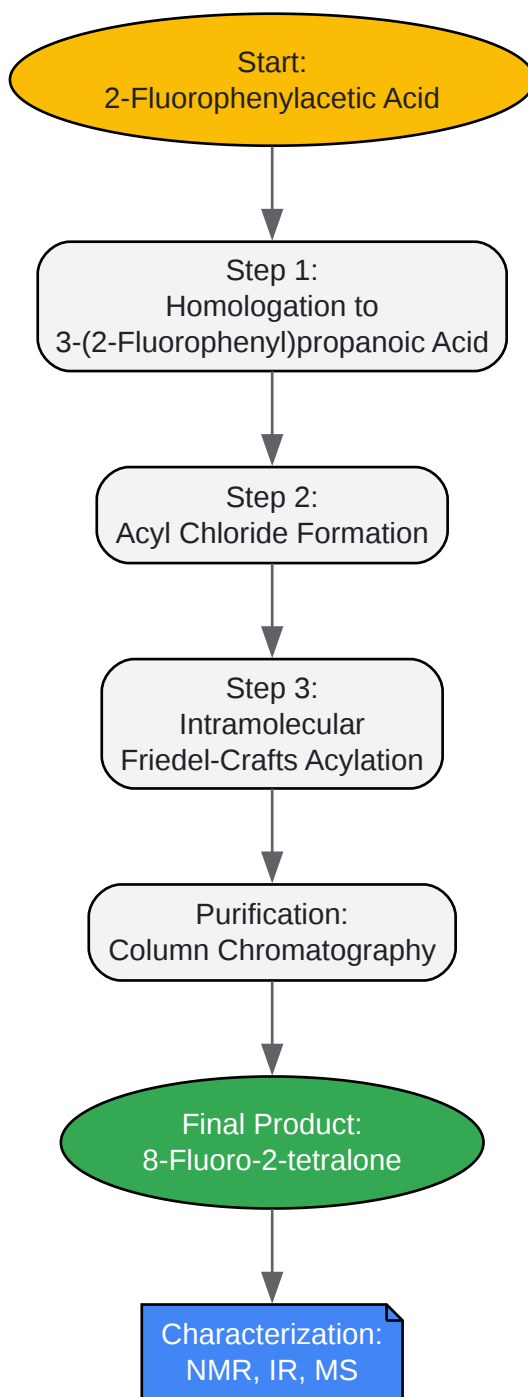 Start:
2-Fluorophenylacetic Acid
Step 1:
Homologation to
3-(2-Fluorophenyl)propanoic Acid
Step 2:
Acyl Chloride Formation
Step 3:
Intramolecular
Friedel-Crafts Acylation
Purification:
Column Chromatography
Final Product:
8-Fluoro-2-tetralone
Characterization:
NMR, IR, MS